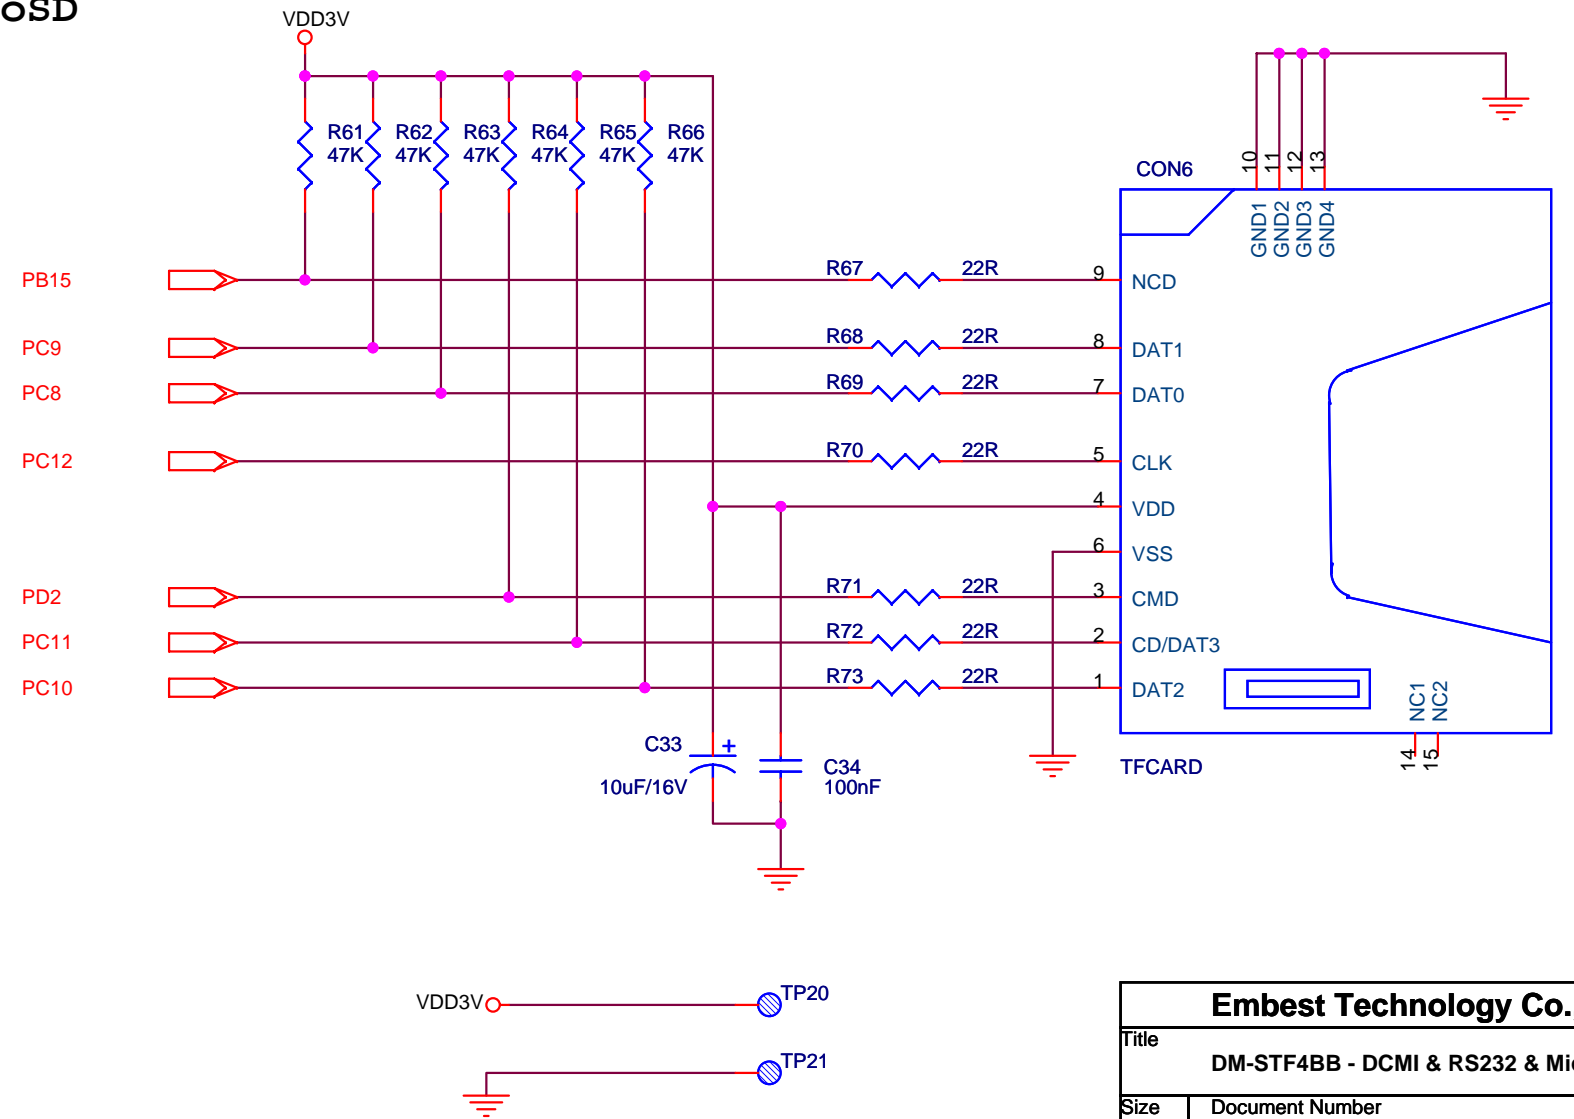 oSD
VDD3V
R61 47K
R62 47K
R63 47K
R64 47K
R65 47K
R66 47K
10 11 12 13
CON6
GND1 GND2 GND3 GND4
PB15 R67 22R 9 NCD
PC9 R68 22R 8 DAT1
PC8 R69 22R 7 DAT0
PC12 R70 22R 5 CLK
4 VDD
6 VSS
PD2 R71 22R 3 CMD
PC11 R72 22R 2 CD/DAT3
PC10 R73 22R 1 DAT2
NC1 NC2
14 15
TFCARD
C33 +
10uF/16V
C34
100nF
VDD3V TP20
TP21
Embest Technology Co.
Title
DM-STF4BB - DCMI & RS232 &
Size Document Number